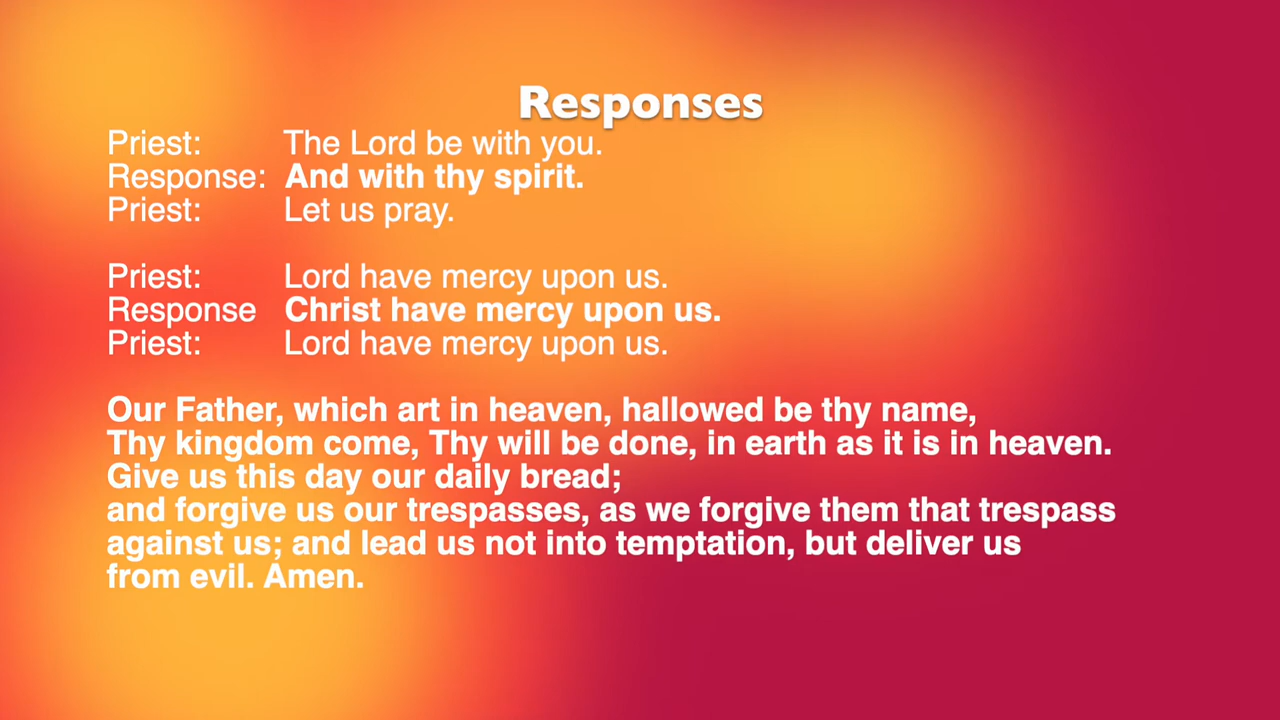 Responses
Priest: The Lord be with you.
Response: And with thy spirit.
Priest: Let us pray.
Priest: Lord have mercy upon us.
Response Christ have mercy upon us.
Priest: Lord have mercy upon us.
Our Father, which art in heaven, hallowed be thy name,
Thy kingdom come, Thy will be done, in earth as it is in heaven.
Give us this day our daily bread;
and forgive us our trespasses, as we forgive them that trespass
against us; and lead us not into temptation, but deliver us
from evil. Amen.